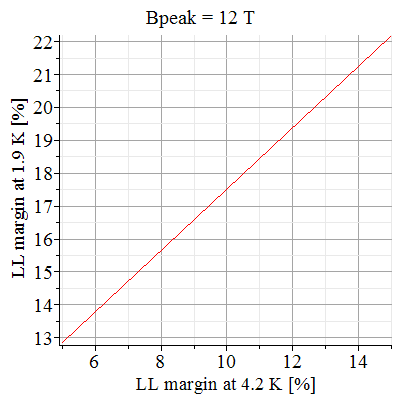 Bpeak = 12 T
22
21
20
19
18
17
16
15
14
13
LL margin at 1.9 K [%]
6 8 10 12 14
LL margin at 4.2 K [%]